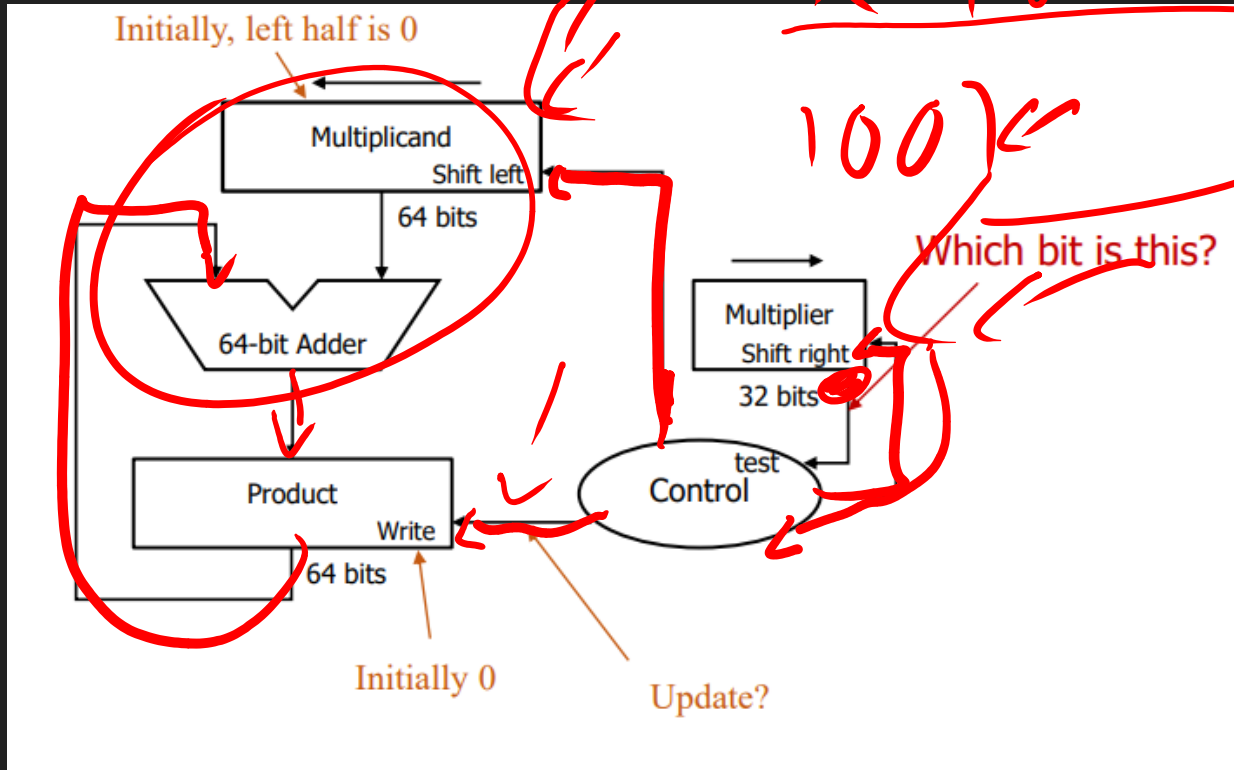 Initially, left half is 0
Multiplicand
Shift left
64 bits
100
Which bit is this?
Multiplier
Shift right
32 bits
64-bit Adder
test
Control
Product
Write
64 bits
Initially 0
Update?